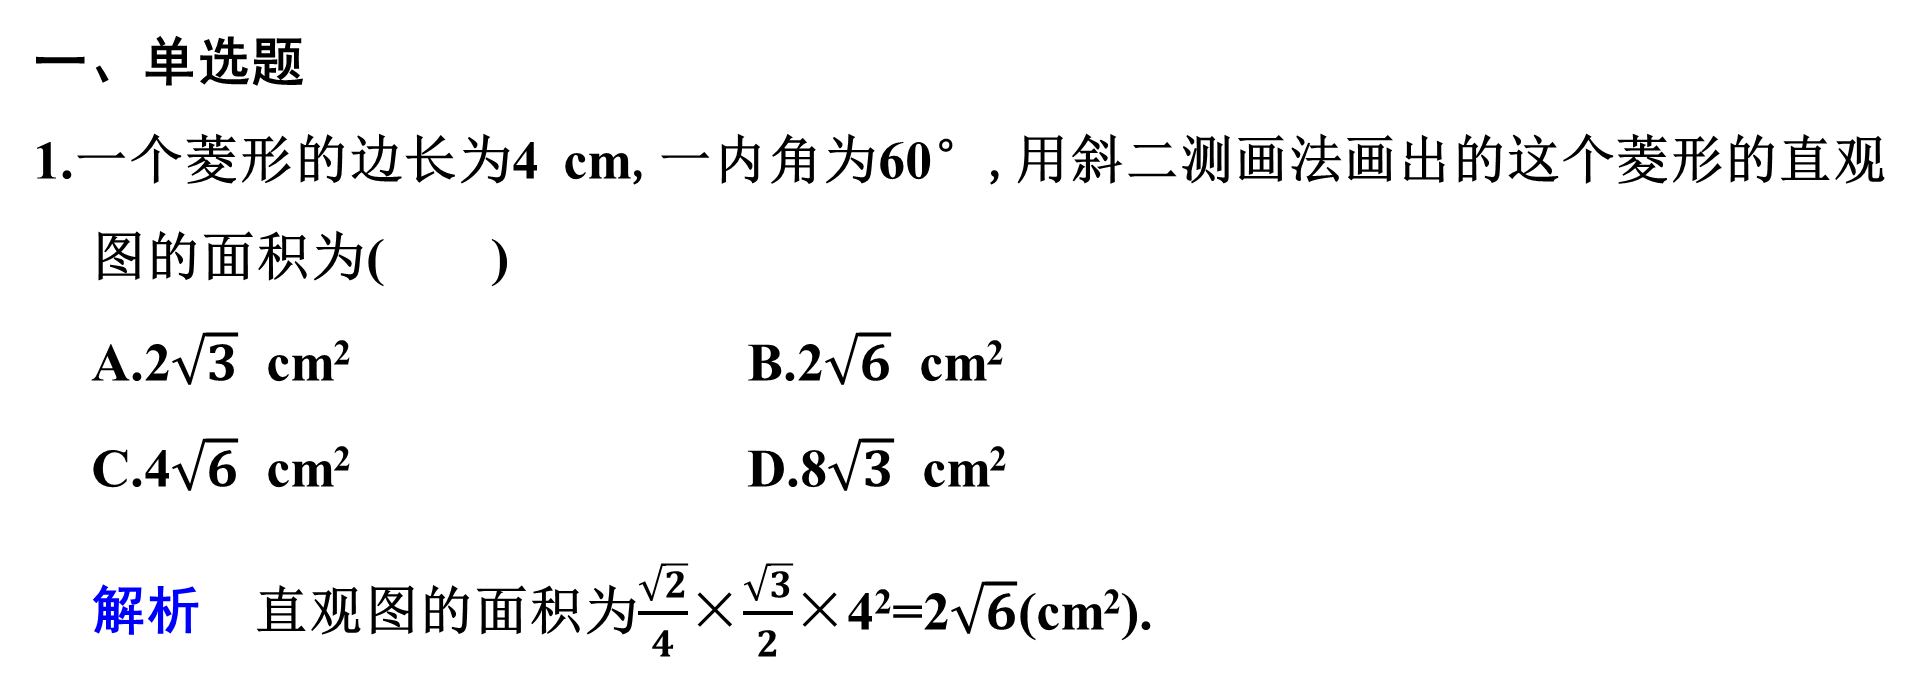 一、单选题
1.一个菱形的边长为4 cm,一内角为60°,用斜二测画法画出的这个菱形的直观
图的面积为(　　)
A.2√3 cm² B.2√6 cm²
C.4√6 cm² D.8√3 cm²
解析 直观图的面积为√2/4×√3/2×4²=2√6(cm²).